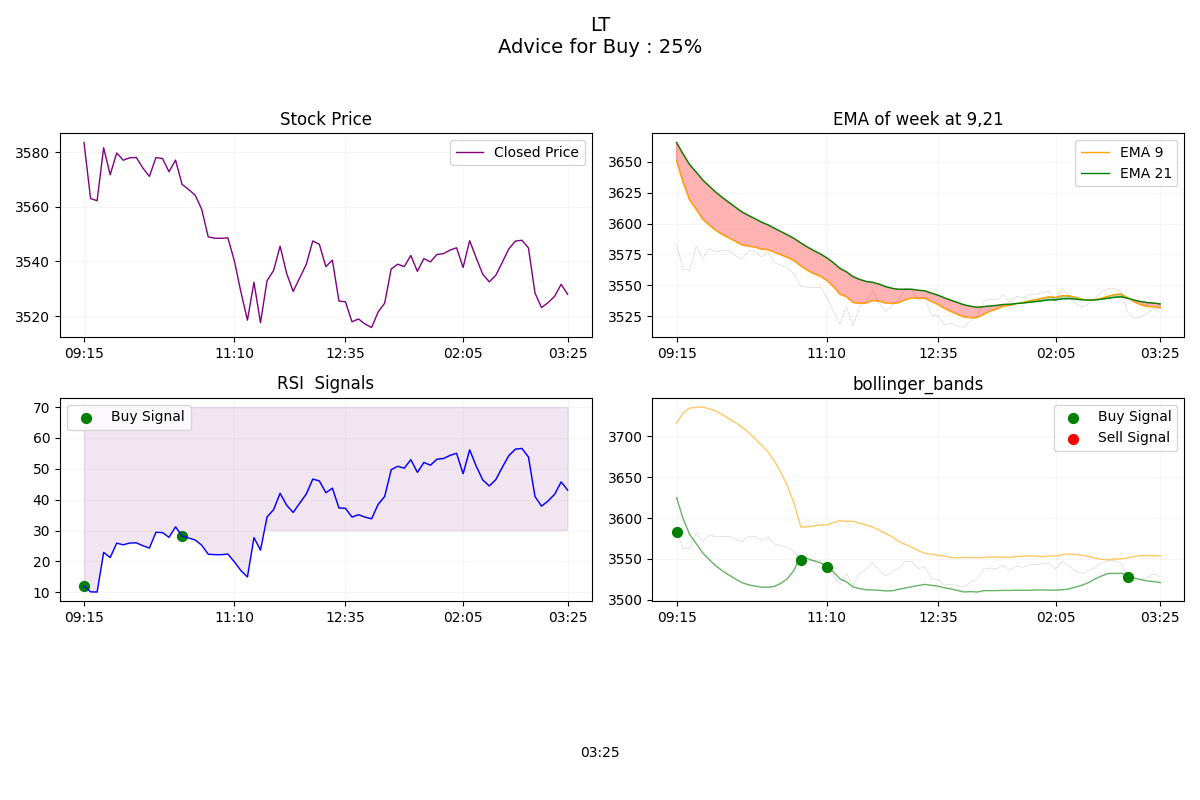 LT
Advice for Buy : 25%
Stock Price
3580
3560
3540
3520
Closed Price
09:15 11:10 12:35 02:05 03:25
EMA of week at 9,21
3650
3625
3600
3575
3550
3525
EMA 9
EMA 21
09:15 11:10 12:35 02:05 03:25
RSI  Signals
70
60
50
40
30
20
10
Buy Signal
09:15 11:10 12:35 02:05 03:25
bollinger_bands
3700
3650
3600
3550
3500
Buy Signal
Sell Signal
09:15 11:10 12:35 02:05 03:25
03:25